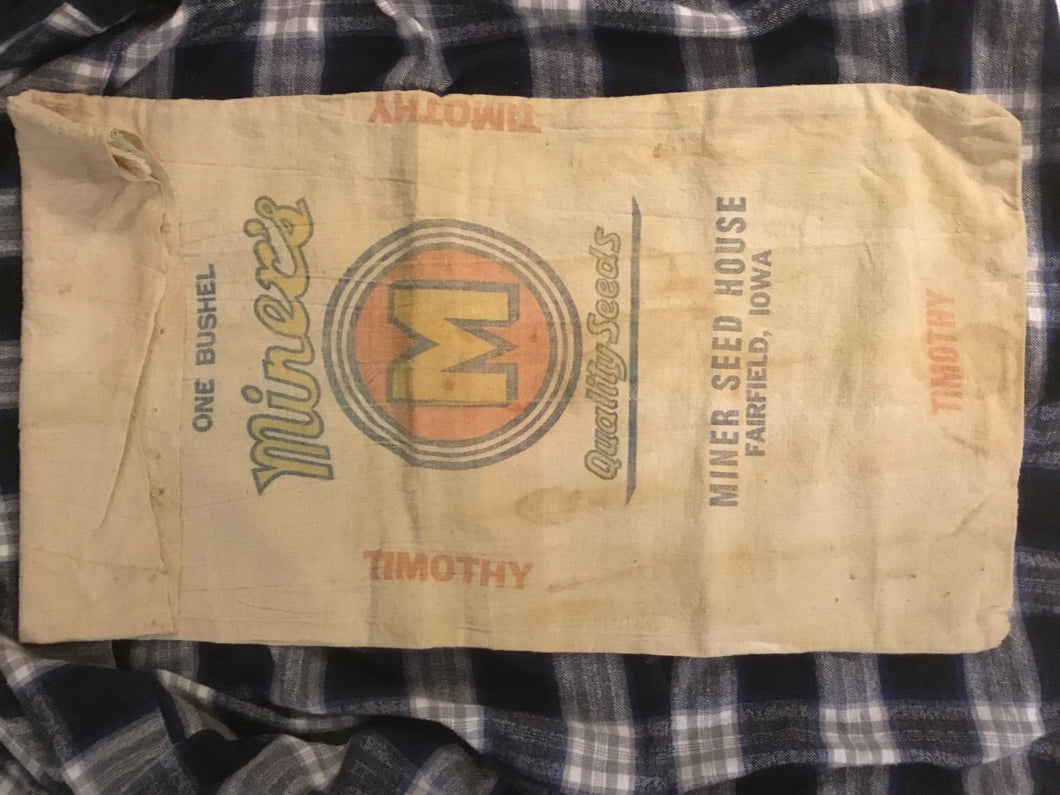 ONE BUSHEL
Miner's
TIMOTHY
M
TIMOTHY
Quality Seeds
MINER SEED HOUSE
FAIRFIELD, IOWA
TIMOTHY